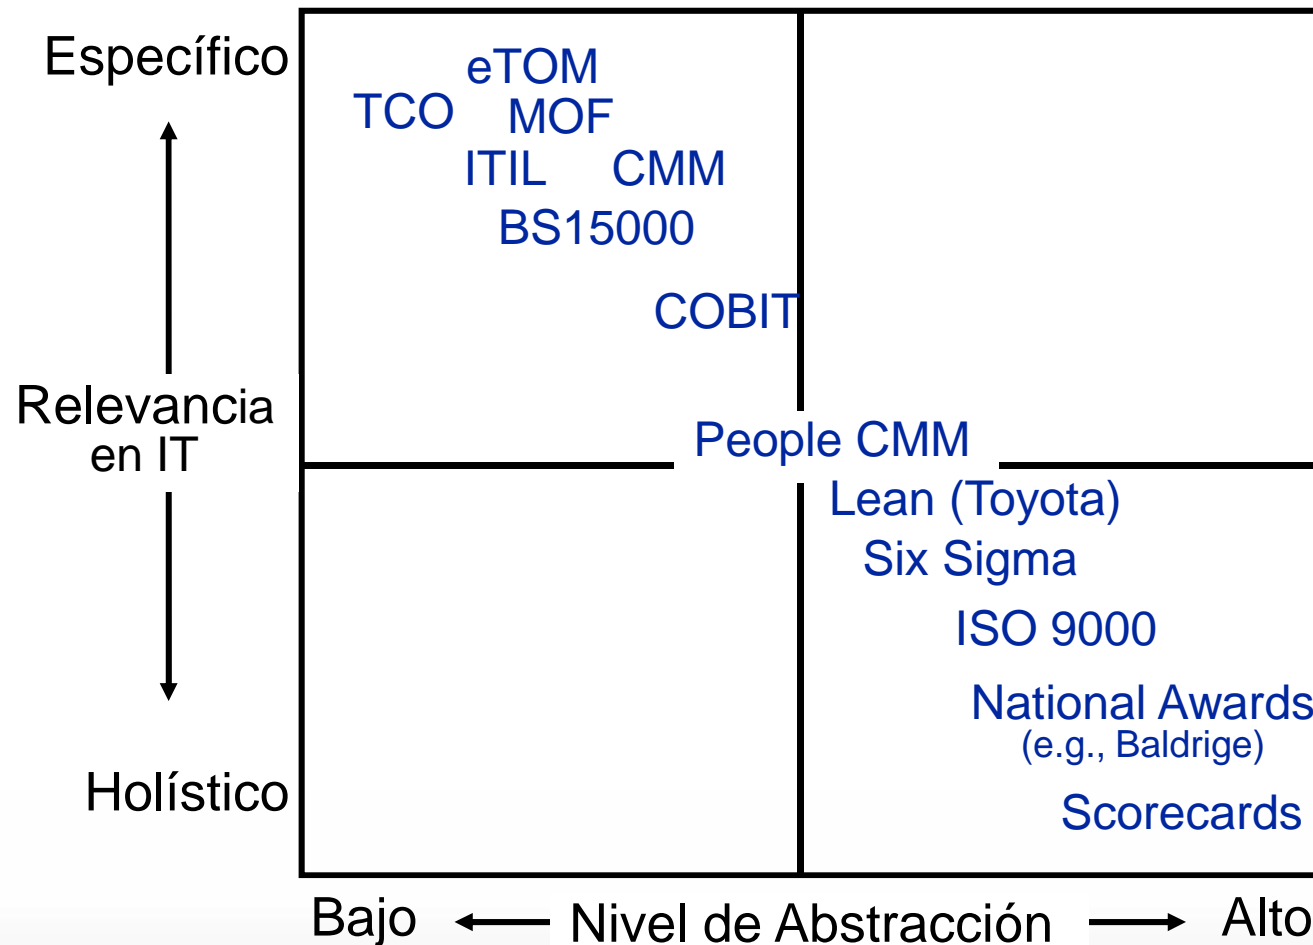 Específico
eTOM
TCO MOF
ITIL CMM
BS15000
COBIT
Relevancia
en IT
People CMM
Lean (Toyota)
Six Sigma
ISO 9000
National Awards
(e.g., Baldrige)
Holístico
Scorecards
Bajo Nivel de Abstracción Alto